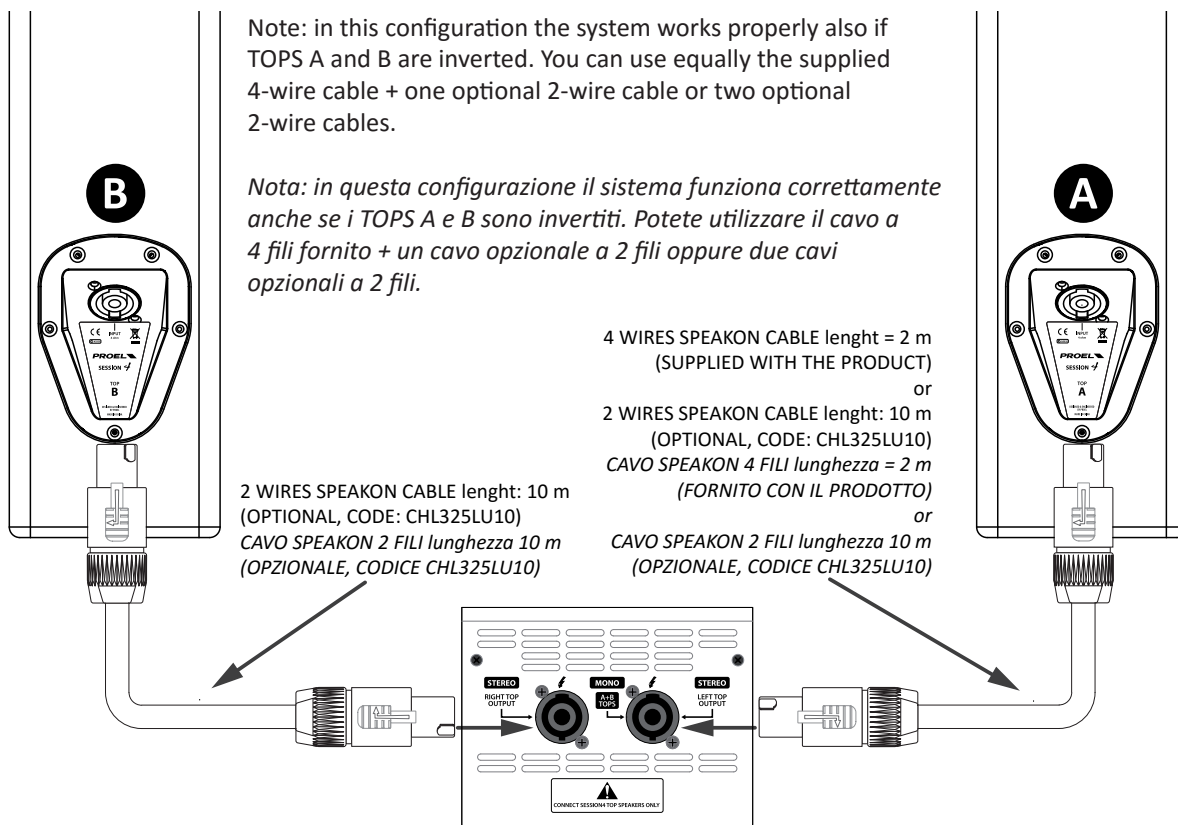 Note: in this configuration the system works properly also if
TOPS A and B are inverted. You can use equally the supplied
4-wire cable + one optional 2-wire cable or two optional
2-wire cables.
Nota: in questa configurazione il sistema funziona correttamente
anche se i TOPS A e B sono invertiti. Potete utilizzare il cavo a
4 fili fornito + un cavo opzionale a 2 fili oppure due cavi
opzionali a 2 fili.
B
INPUT
PROEL
SESSION 4
TOP
B
A
INPUT
PROEL
SESSION 4
TOP
A
4 WIRES SPEAKON CABLE lenght = 2 m
(SUPPLIED WITH THE PRODUCT)
or
2 WIRES SPEAKON CABLE lenght: 10 m
(OPTIONAL, CODE: CHL325LU10)
CAVO SPEAKON 4 FILI lunghezza = 2 m
(FORNITO CON IL PRODOTTO)
or
CAVO SPEAKON 2 FILI lunghezza 10 m
(OPZIONALE, CODICE CHL325LU10)
2 WIRES SPEAKON CABLE lenght: 10 m
(OPTIONAL, CODE: CHL325LU10)
CAVO SPEAKON 2 FILI lunghezza 10 m
(OPZIONALE, CODICE CHL325LU10)
STEREO
RIGHT TOP
OUTPUT
MONO
A+B
TOPS
STEREO
LEFT TOP
OUTPUT
CONNECT SESSION4 TOP SPEAKERS ONLY